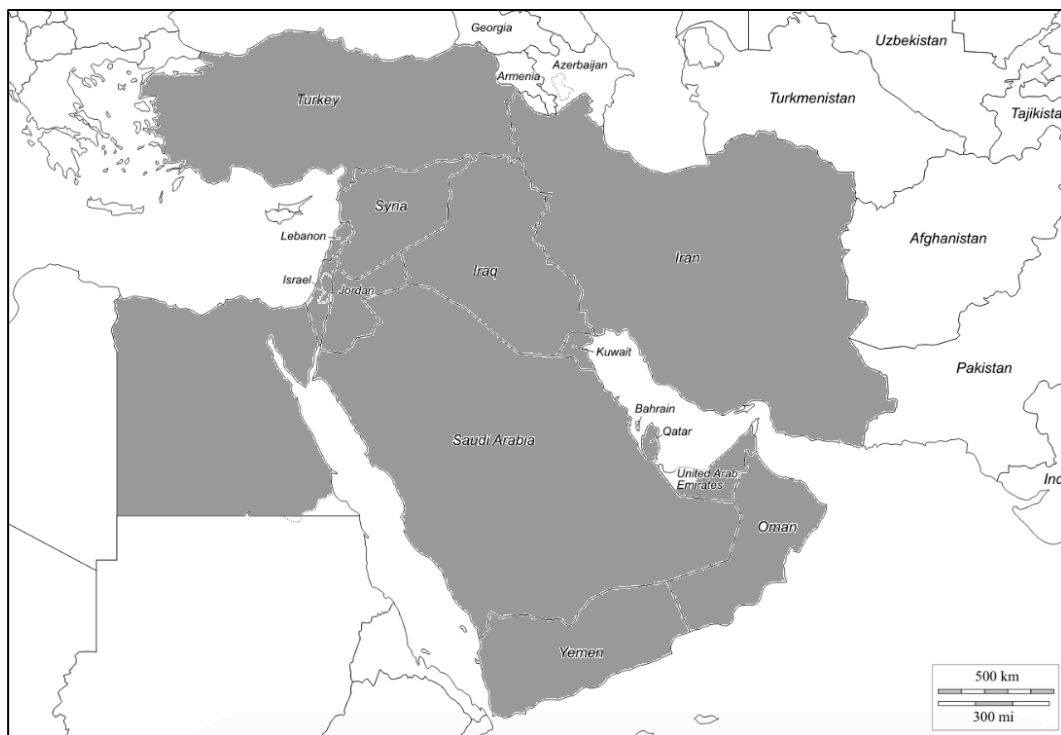 Georgia
Uzbekistan
Armenia
Azerbaijan
Turkey
Turkmenistan
Tajikista
Syria
Lebanon
Afghanistan
Iraq
Iran
Israel
Jordan
Kuwait
Pakistan
Bahrain
Qatar
Saudi Arabia
United Arab
Emirates
Ind
Oman
Yemen
500 km
300 mi